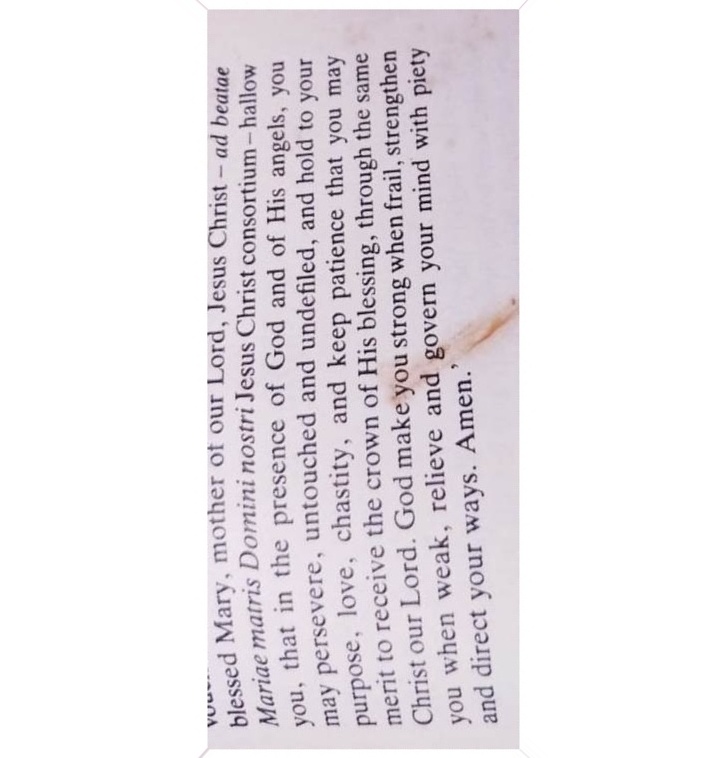 blessed Mary, mother of our Lord, Jesus Christ – ad beatae
Mariae matris Domini nostri Jesus Christ consortium – hallow
you, that in the presence of God and of His angels, you
may persevere, untouched and undefiled, and hold to your
purpose, love, chastity, and keep patience that you may
merit to receive the crown of His blessing, through the same
Christ our Lord. God make you strong when frail, strengthen
you when weak, relieve and govern your mind with piety
and direct your ways. Amen.’